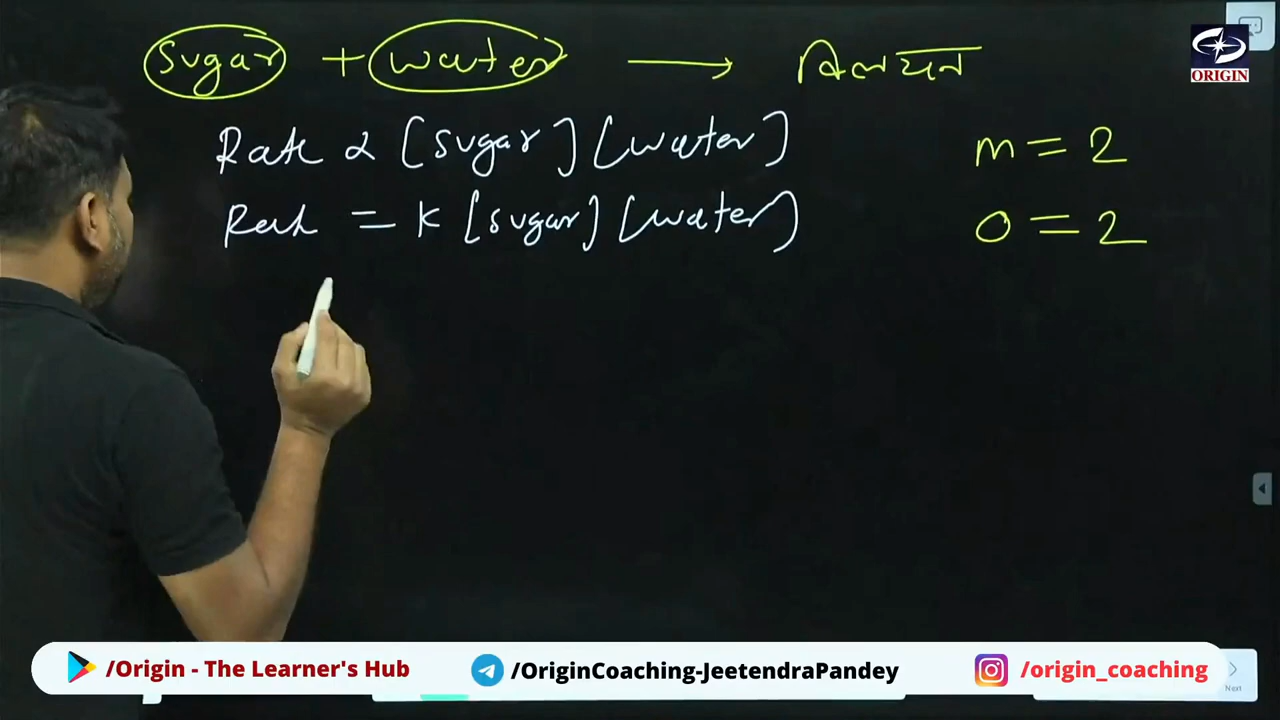 Sugar + water → विलयन
ORIGIN
Rate ∝ [sugar] [water] m = 2
Rate = K [sugar] [water] O = 2
/Origin - The Learner's Hub /OriginCoaching-JeetendraPandey /origin_coaching
Next